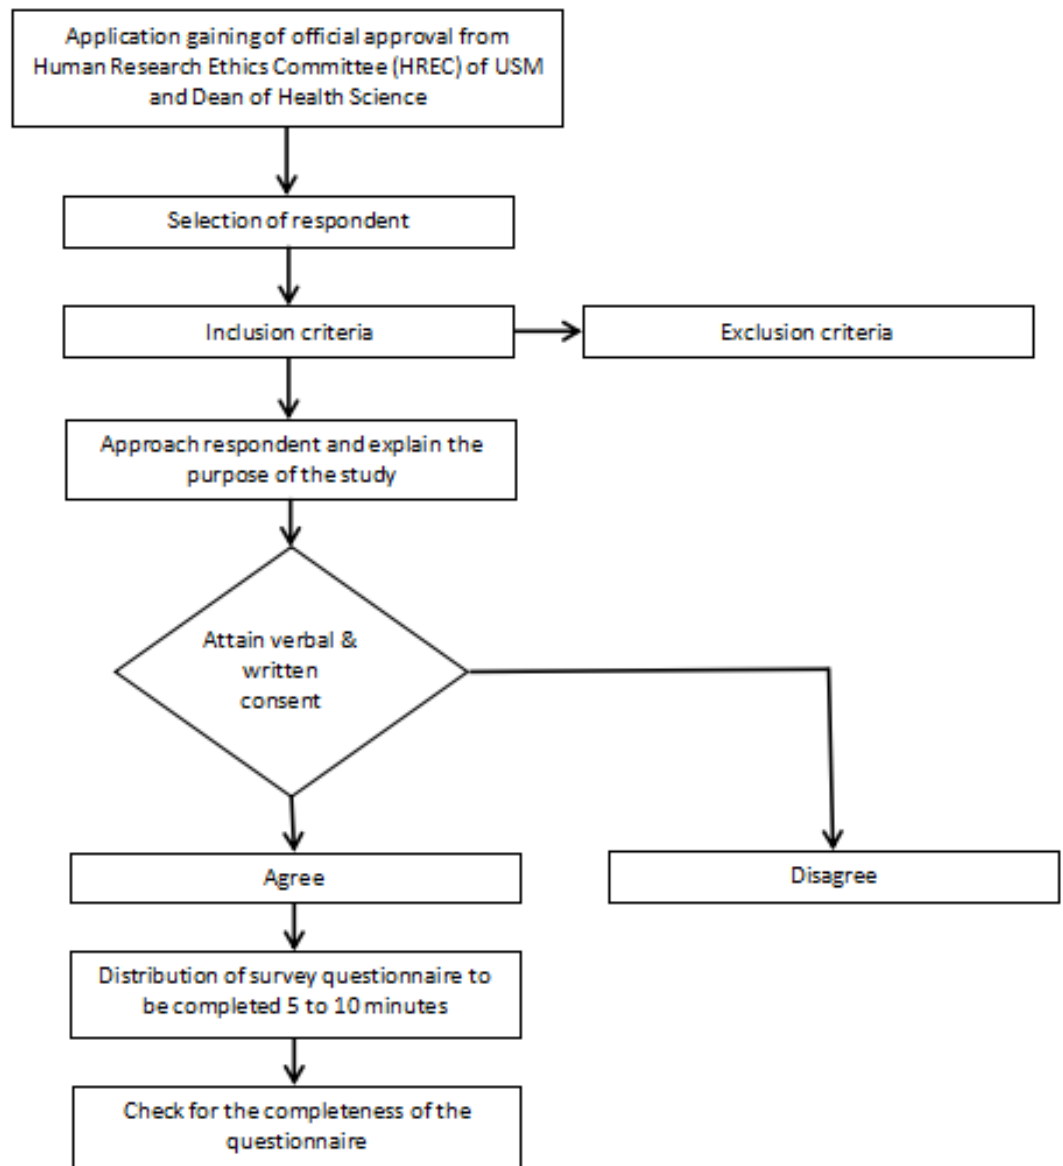 Application gaining of official approval from
Human Research Ethics Committee (HREC) of USM
and Dean of Health Science
Selection of respondent
Inclusion criteria
Exclusion criteria
Approach respondent and explain the
purpose of the study
Attain verbal &
written
consent
Agree
Disagree
Distribution of survey questionnaire to
be completed 5 to 10 minutes
Check for the completeness of the
questionnaire